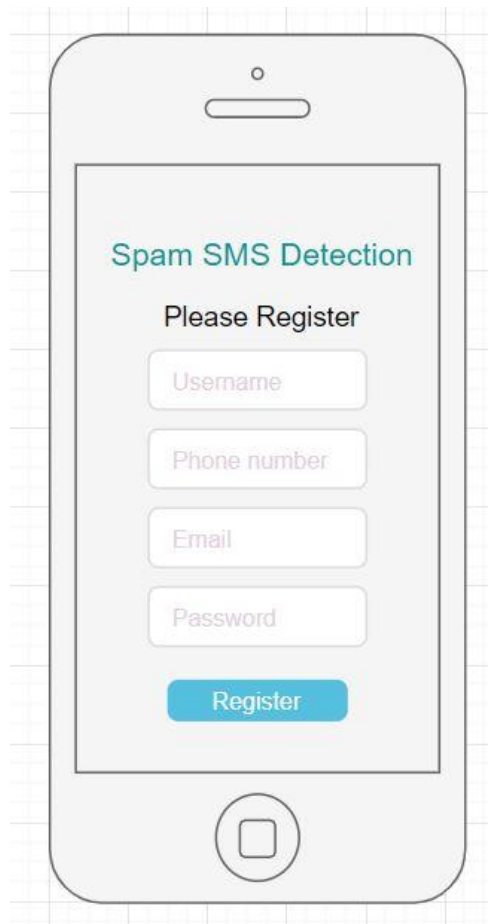 Spam SMS Detection
Please Register
Username
Phone number
Email
Password
Register